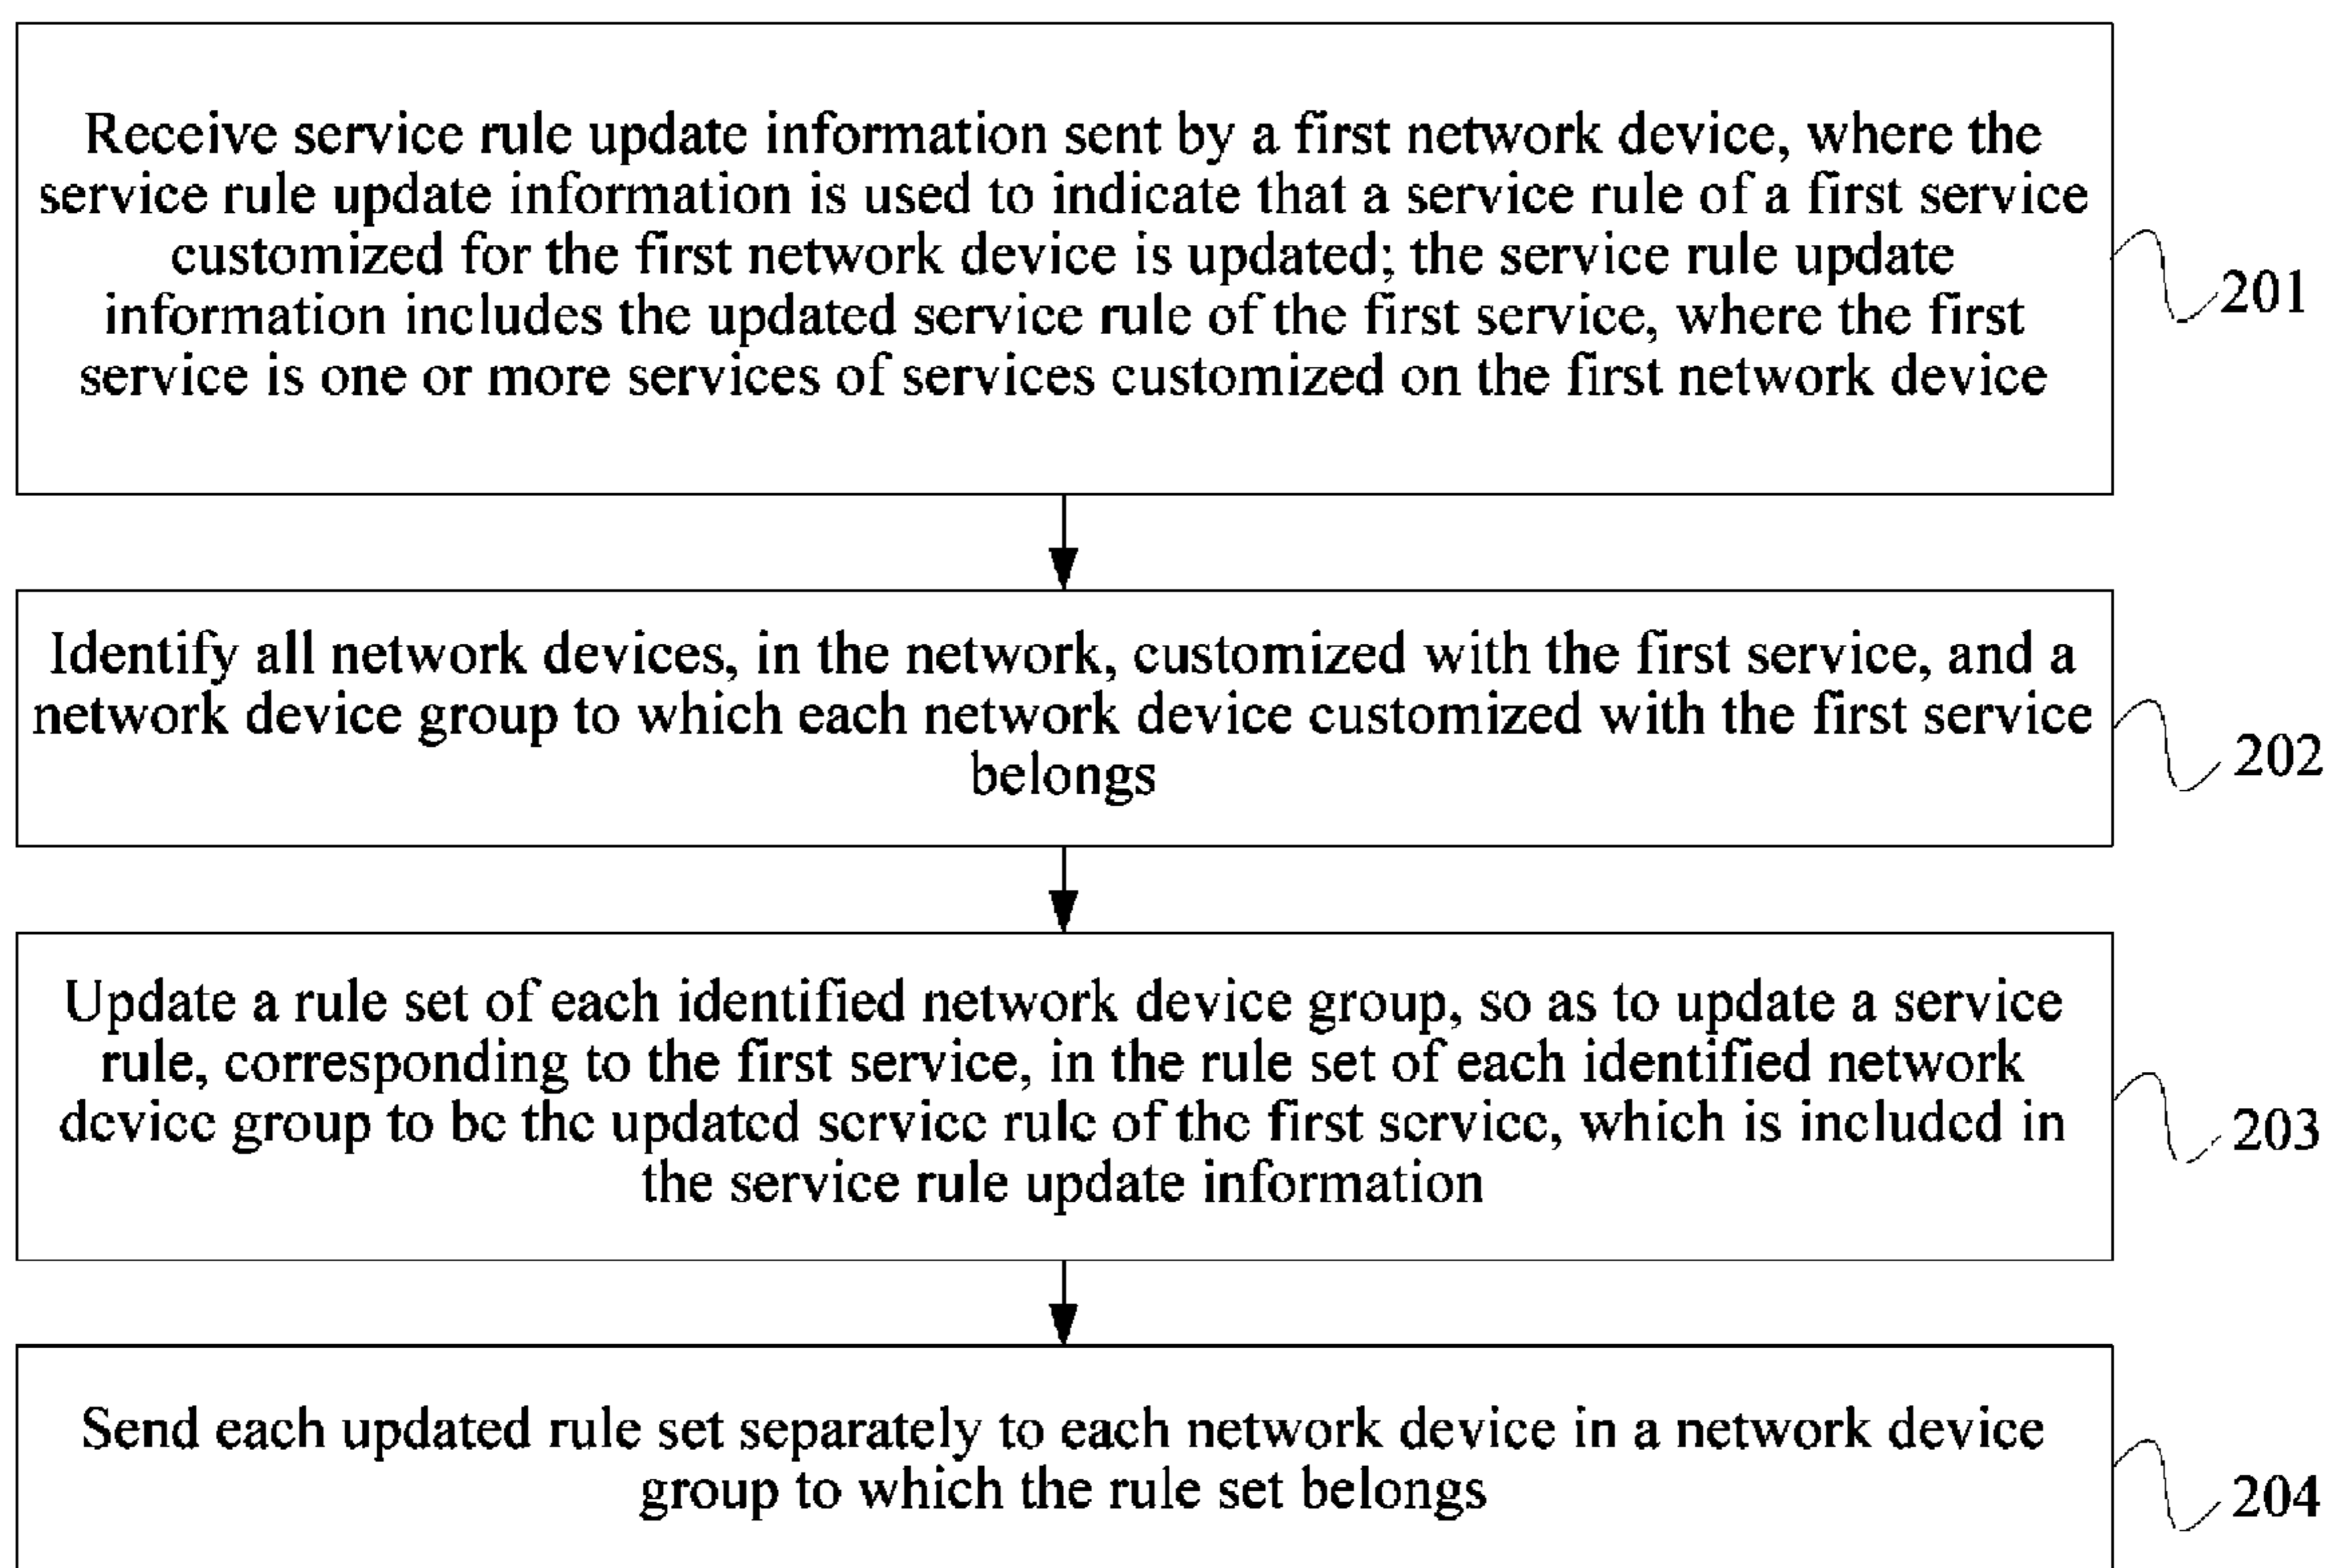 Receive service rule update information sent by a first network device, where the
service rule update information is used to indicate that a service rule of a first service
customized for the first network device is updated; the service rule update
information includes the updated service rule of the first service, where the first
service is one or more services of services customized on the first network device
201
Identify all network devices, in the network, customized with the first service, and a
network device group to which each network device customized with the first service
belongs
202
Update a rule set of each identified network device group, so as to update a service
rule, corresponding to the first service, in the rule set of each identified network
device group to be the updated service rule of the first service, which is included in
the service rule update information
203
Send each updated rule set separately to each network device in a network device
group to which the rule set belongs
204